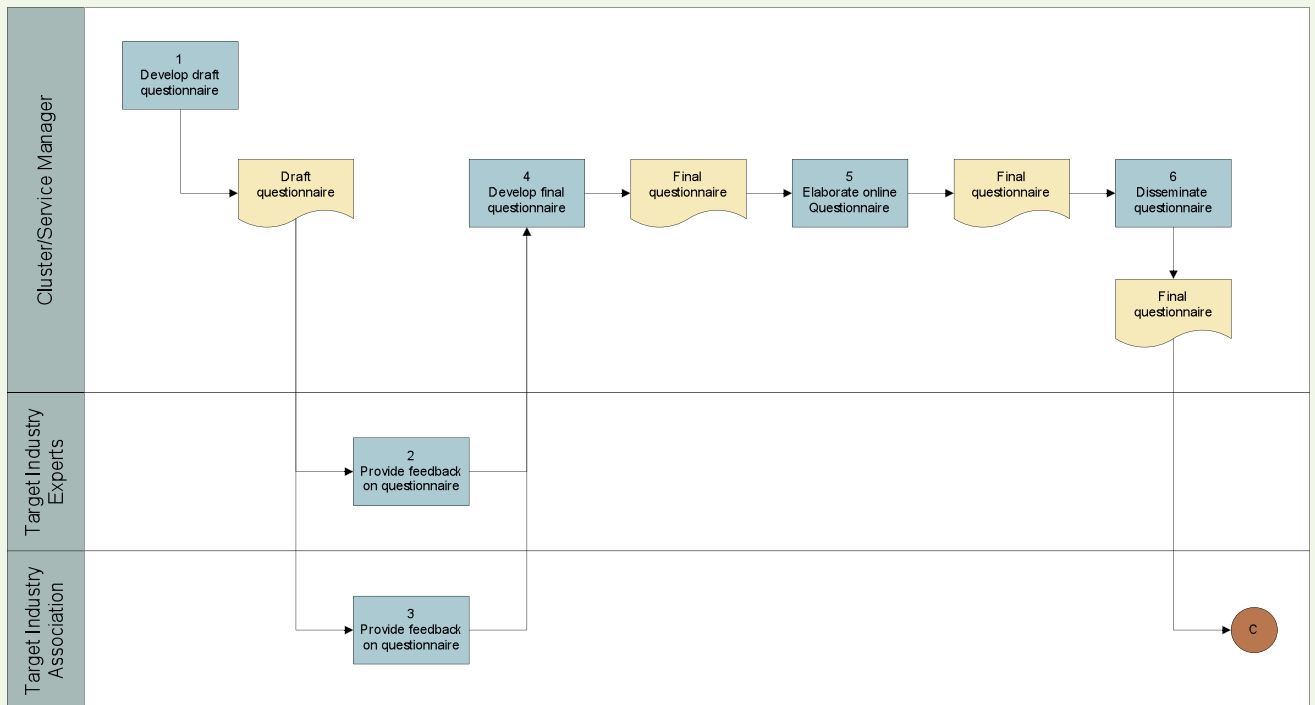 Cluster/Service Manager
1
Develop draft
questionnaire
Draft
questionnaire
4
Develop final
questionnaire
Final
questionnaire
5
Elaborate online
Questionnaire
Final
questionnaire
6
Disseminate
questionnaire
Final
questionnaire
Target Industry
Experts
2
Provide feedback
on questionnaire
Target Industry
Association
3
Provide feedback
on questionnaire
C